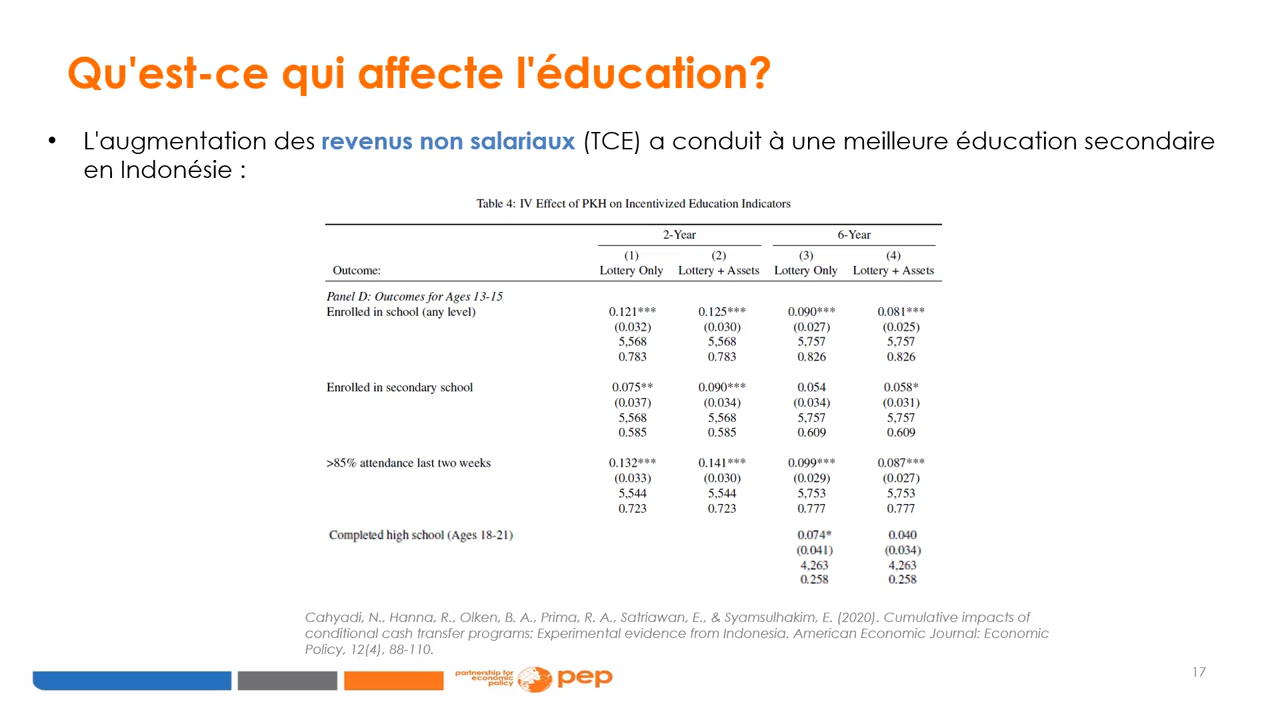 Qu'est-ce qui affecte l'éducation?
• L'augmentation des revenus non salariaux (TCE) a conduit à une meilleure éducation secondaire
en Indonésie :
Table 4: IV Effect of PKH on Incentivized Education Indicators
2-Year 6-Year
(1) (2) (3) (4)
Outcome: Lottery Only Lottery + Assets Lottery Only Lottery + Assets
Panel D: Outcomes for Ages 13-15
Enrolled in school (any level) 0.121*** 0.125*** 0.090*** 0.081***
(0.032) (0.030) (0.027) (0.025)
5,568 5,568 5,757 5,757
0.783 0.783 0.826 0.826
Enrolled in secondary school 0.075** 0.090*** 0.054 0.058*
(0.037) (0.034) (0.034) (0.031)
5,568 5,568 5,757 5,757
0.585 0.585 0.609 0.609
>85% attendance last two weeks 0.132*** 0.141*** 0.099*** 0.087***
(0.033) (0.030) (0.029) (0.027)
5,544 5,544 5,753 5,753
0.723 0.723 0.777 0.777
Completed high school (Ages 18-21) 0.074* 0.040
(0.041) (0.034)
4,263 4,263
0.258 0.258
Cahyadi, N., Hanna, R., Olken, B. A., Prima, R. A., Satriawan, E., & Syamsulhakim, E. (2020). Cumulative impacts of
conditional cash transfer programs: Experimental evidence from Indonesia. American Economic Journal: Economic
Policy, 12(4), 88-110.
partnership for
economic
policy
pep
17